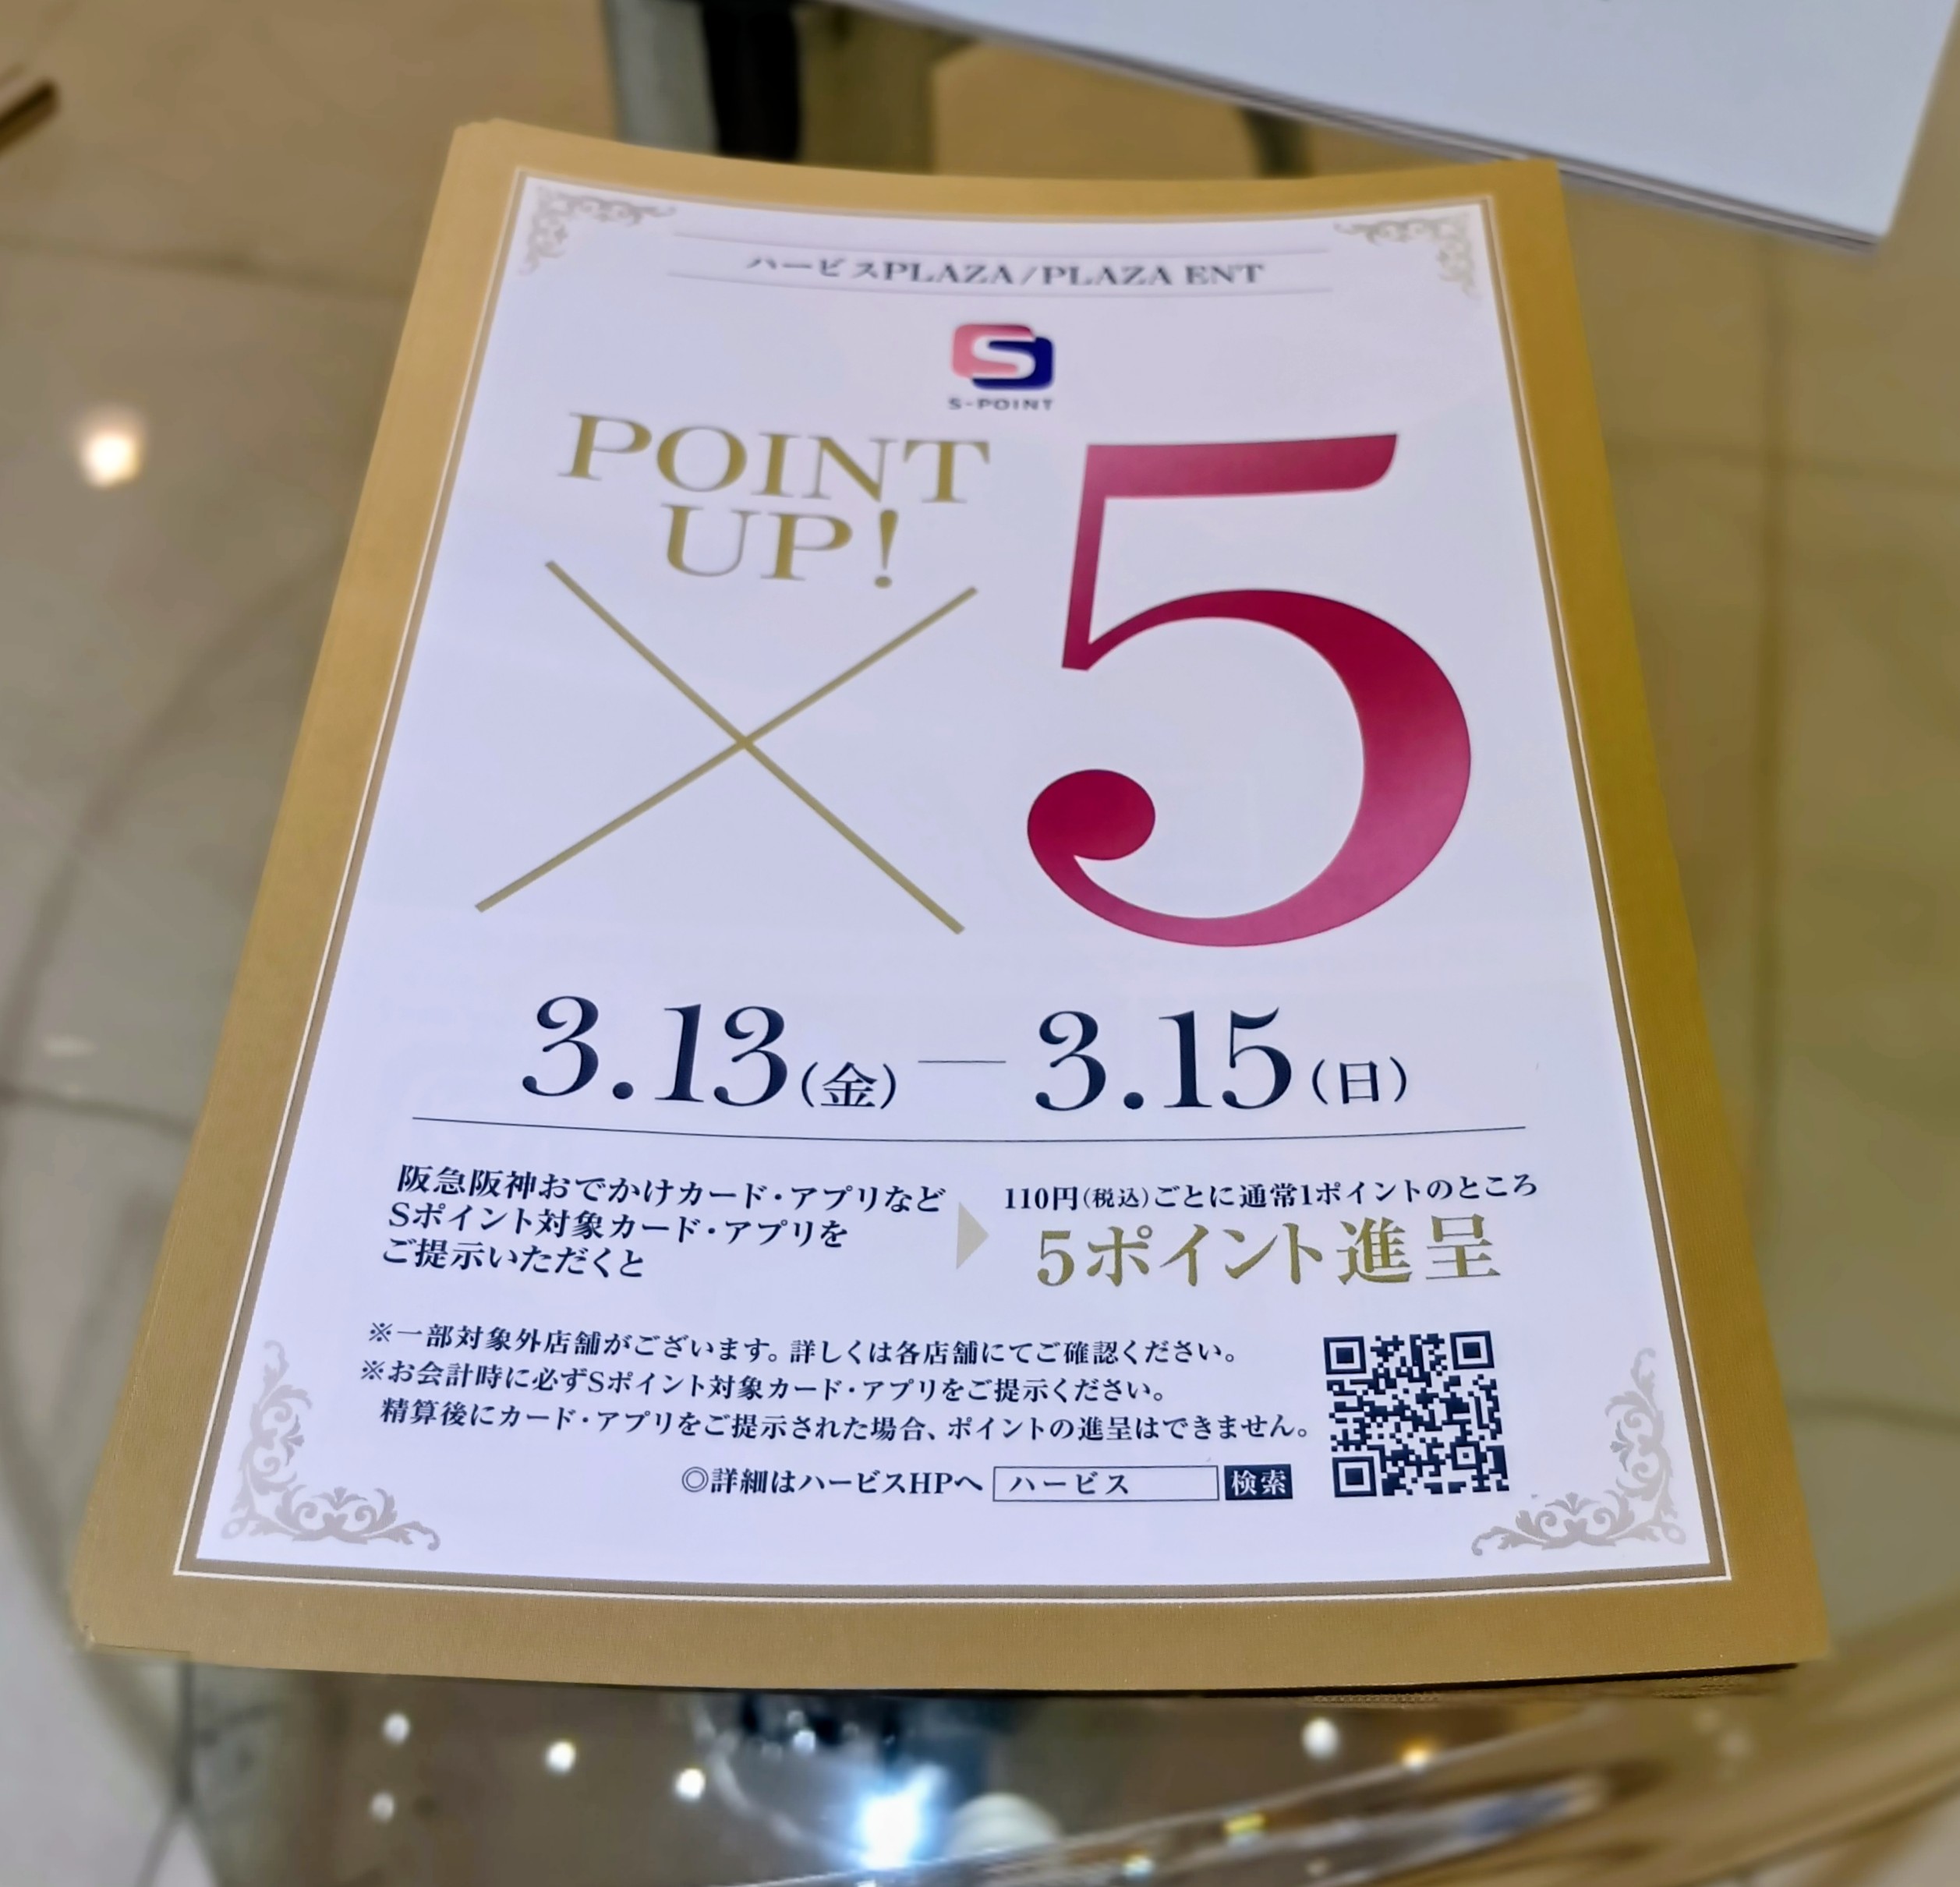 ハービスPLAZA/PLAZA ENT
S
S-POINT
POINT
UP!
×5
3.13(金)―3.15(日)
阪急阪神おでかけカード・アプリなど
Sポイント対象カード・アプリを
ご提示いただくと
110円(税込)ごとに通常1ポイントのところ
5ポイント進呈
※一部対象外店舗がございます。詳しくは各店舗にてご確認ください。
※お会計時に必ずSポイント対象カード・アプリをご提示ください。
精算後にカード・アプリをご提示された場合、ポイントの進呈はできません。
◎詳細はハービスHPへ ハービス 検索